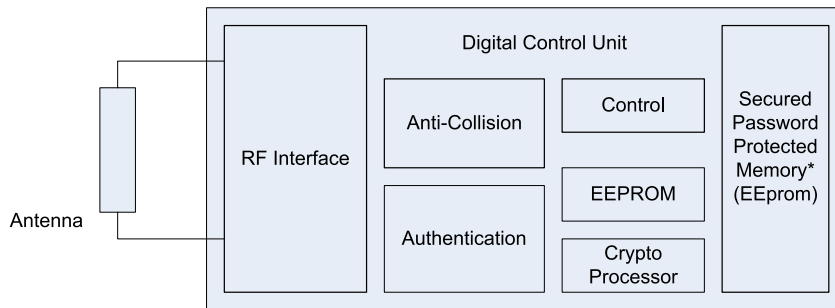 Digital Control Unit
Antenna
RF Interface
Anti-Collision
Authentication
Control
EEPROM
Crypto
Processor
Secured
Password
Protected
Memory*
(EEprom)